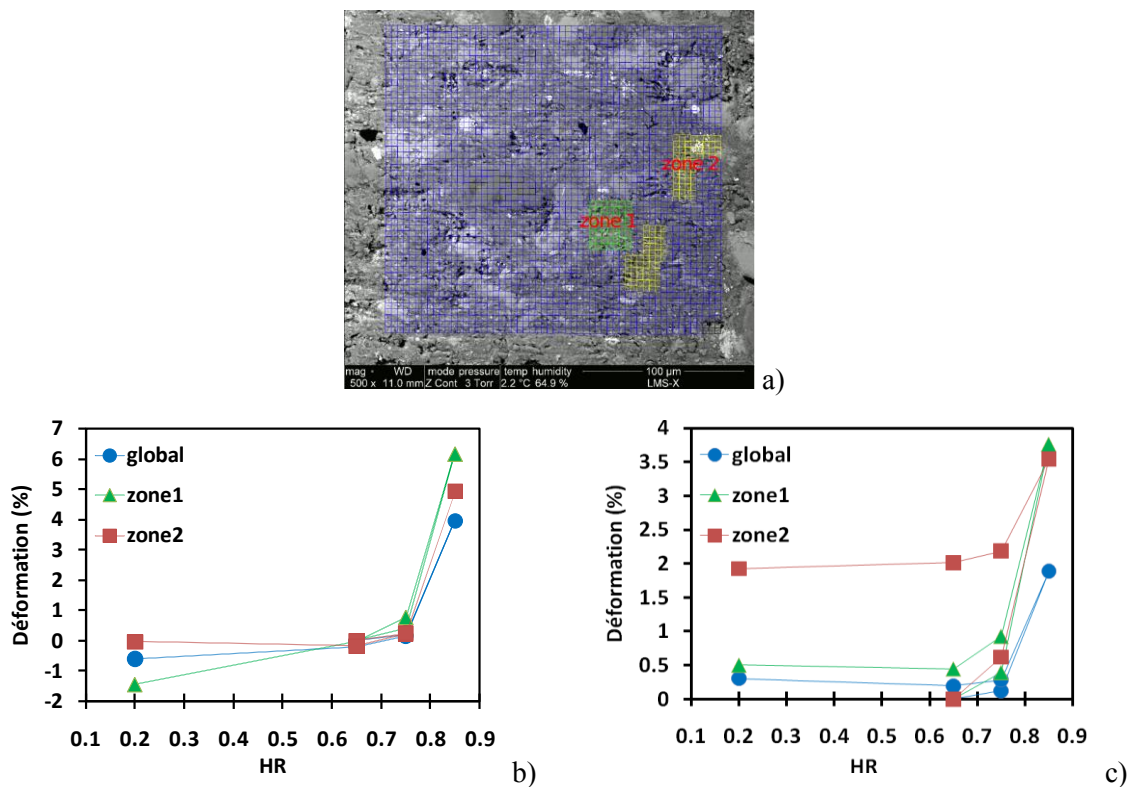 zone 2
zone 1
mag • WD mode pressure temp humidity 100 µm
500 x 11.0 mm Z Cont 3 Torr 2.2 °C 64.9 % LMS-X
a)
7
6
5
4
3
2
1
0
-1
-2
Déformation (%)
global
zone1
zone2
0.1 0.2 0.3 0.4 0.5 0.6 0.7 0.8 0.9
HR
b)
4
3.5
3
2.5
2
1.5
1
0.5
0
Déformation (%)
global
zone1
zone2
0.1 0.2 0.3 0.4 0.5 0.6 0.7 0.8 0.9
HR
c)